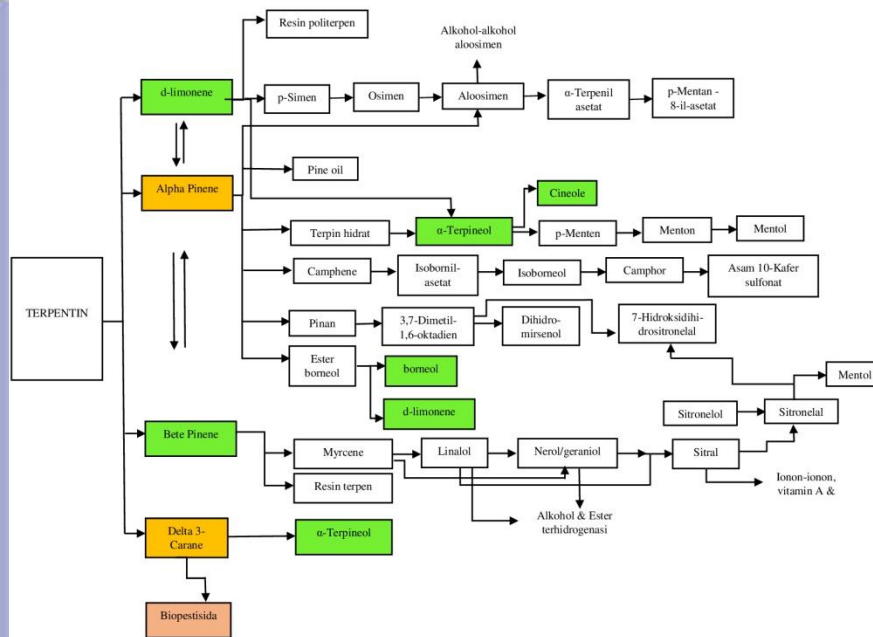 Resin politerpen
Alkohol-alkohol
aloosimen
d-limonene
p-Simen
Osimen
Aloosimen
α-Terpenil
asetat
p-Mentan -
8-il-asetat
Pine oil
Alpha Pinene
Cineole
Terpin hidrat
α-Terpineol
p-Menten
Menton
Mentol
Camphene
Isobornil-
asetat
Isoborneol
Camphor
Asam 10-Kafer
sulfonat
TERPENTIN
Pinan
3,7-Dimetil-
1,6-oktadien
Dihidro-
mirsenol
7-Hidroksidihi-
drositronelal
Ester
borneol
borneol
Mentol
d-limonene
Sitronelol
Sitronelal
Bete Pinene
Myrcene
Linalol
Nerol/geraniol
Sitral
Resin terpen
Ionon-ionon,
vitamin A &
Alkohol & Ester
terhidrogenasi
Delta 3-
Carane
α-Terpineol
Biopestisida